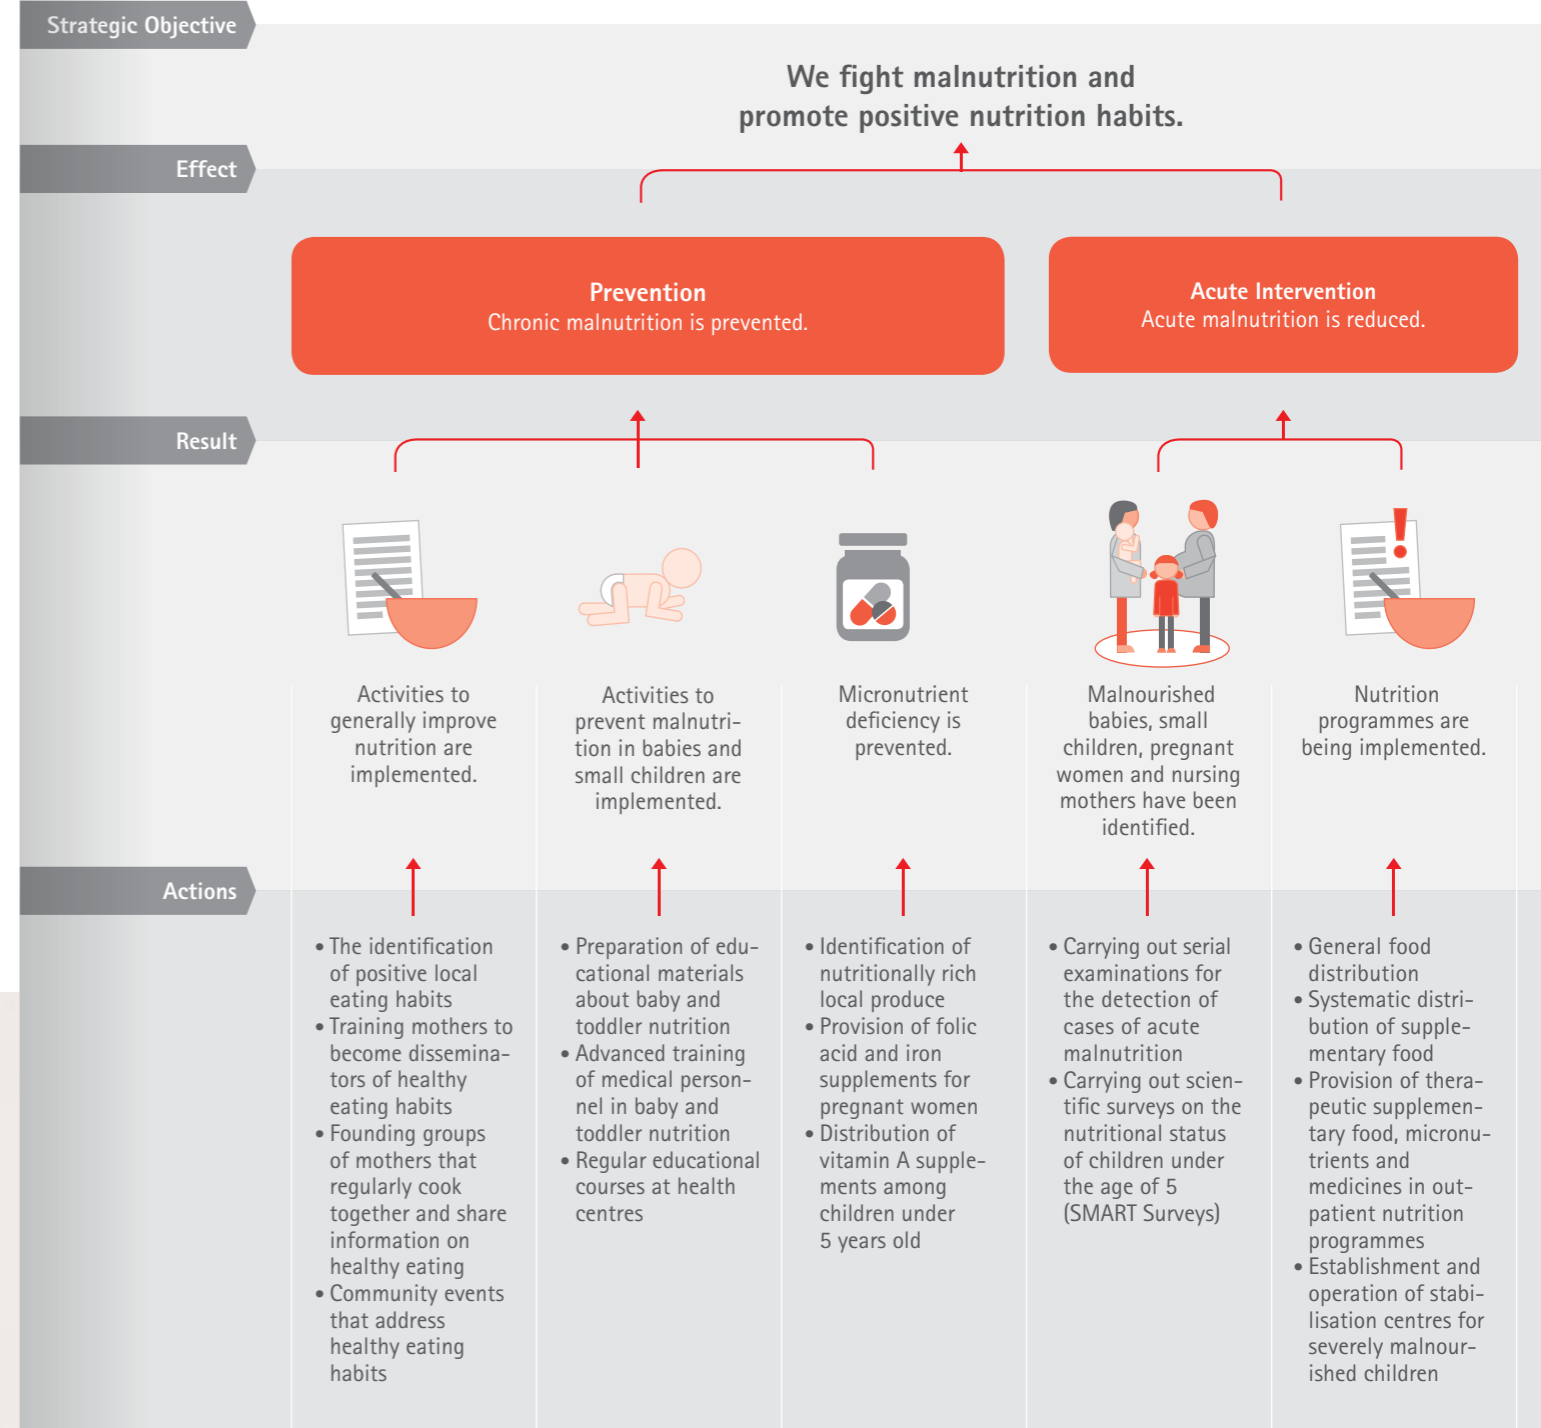 Strategic Objective
We fight malnutrition and
promote positive nutrition habits.
Effect
Prevention
Chronic malnutrition is prevented.
Acute Intervention
Acute malnutrition is reduced.
Result
Activities to
generally improve
nutrition are
implemented.
Activities to
prevent malnutri-
tion in babies and
small children are
implemented.
Micronutrient
deficiency is
prevented.
Malnourished
babies, small
children, pregnant
women and nursing
mothers have been
identified.
Nutrition
programmes are
being implemented.
Actions
• The identification
of positive local
eating habits
• Training mothers to
become dissemina-
tors of healthy
eating habits
• Founding groups
of mothers that
regularly cook
together and share
information on
healthy eating
• Community events
that address
healthy eating
habits
• Preparation of edu-
cational materials
about baby and
toddler nutrition
• Advanced training
of medical person-
nel in baby and
toddler nutrition
• Regular educational
courses at health
centres
• Identification of
nutritionally rich
local produce
• Provision of folic
acid and iron
supplements for
pregnant women
• Distribution of
vitamin A supple-
ments among
children under
5 years old
• Carrying out serial
examinations for
the detection of
cases of acute
malnutrition
• Carrying out scien-
tific surveys on the
nutritional status
of children under
the age of 5
(SMART Surveys)
• General food
distribution
• Systematic distri-
bution of supple-
mentary food
• Provision of thera-
peutic supplemen-
tary food, micronu-
trients and
medicines in out-
patient nutrition
programmes
• Establishment and
operation of stabi-
lisation centres for
severely malnour-
ished children